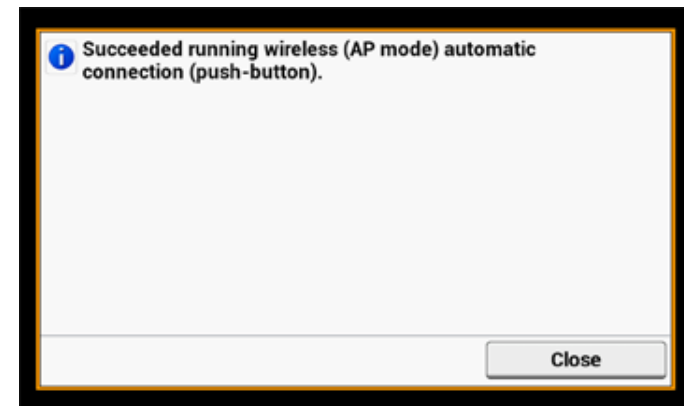 Succeeded running wireless (AP mode) automatic
connection (push-button).
Close